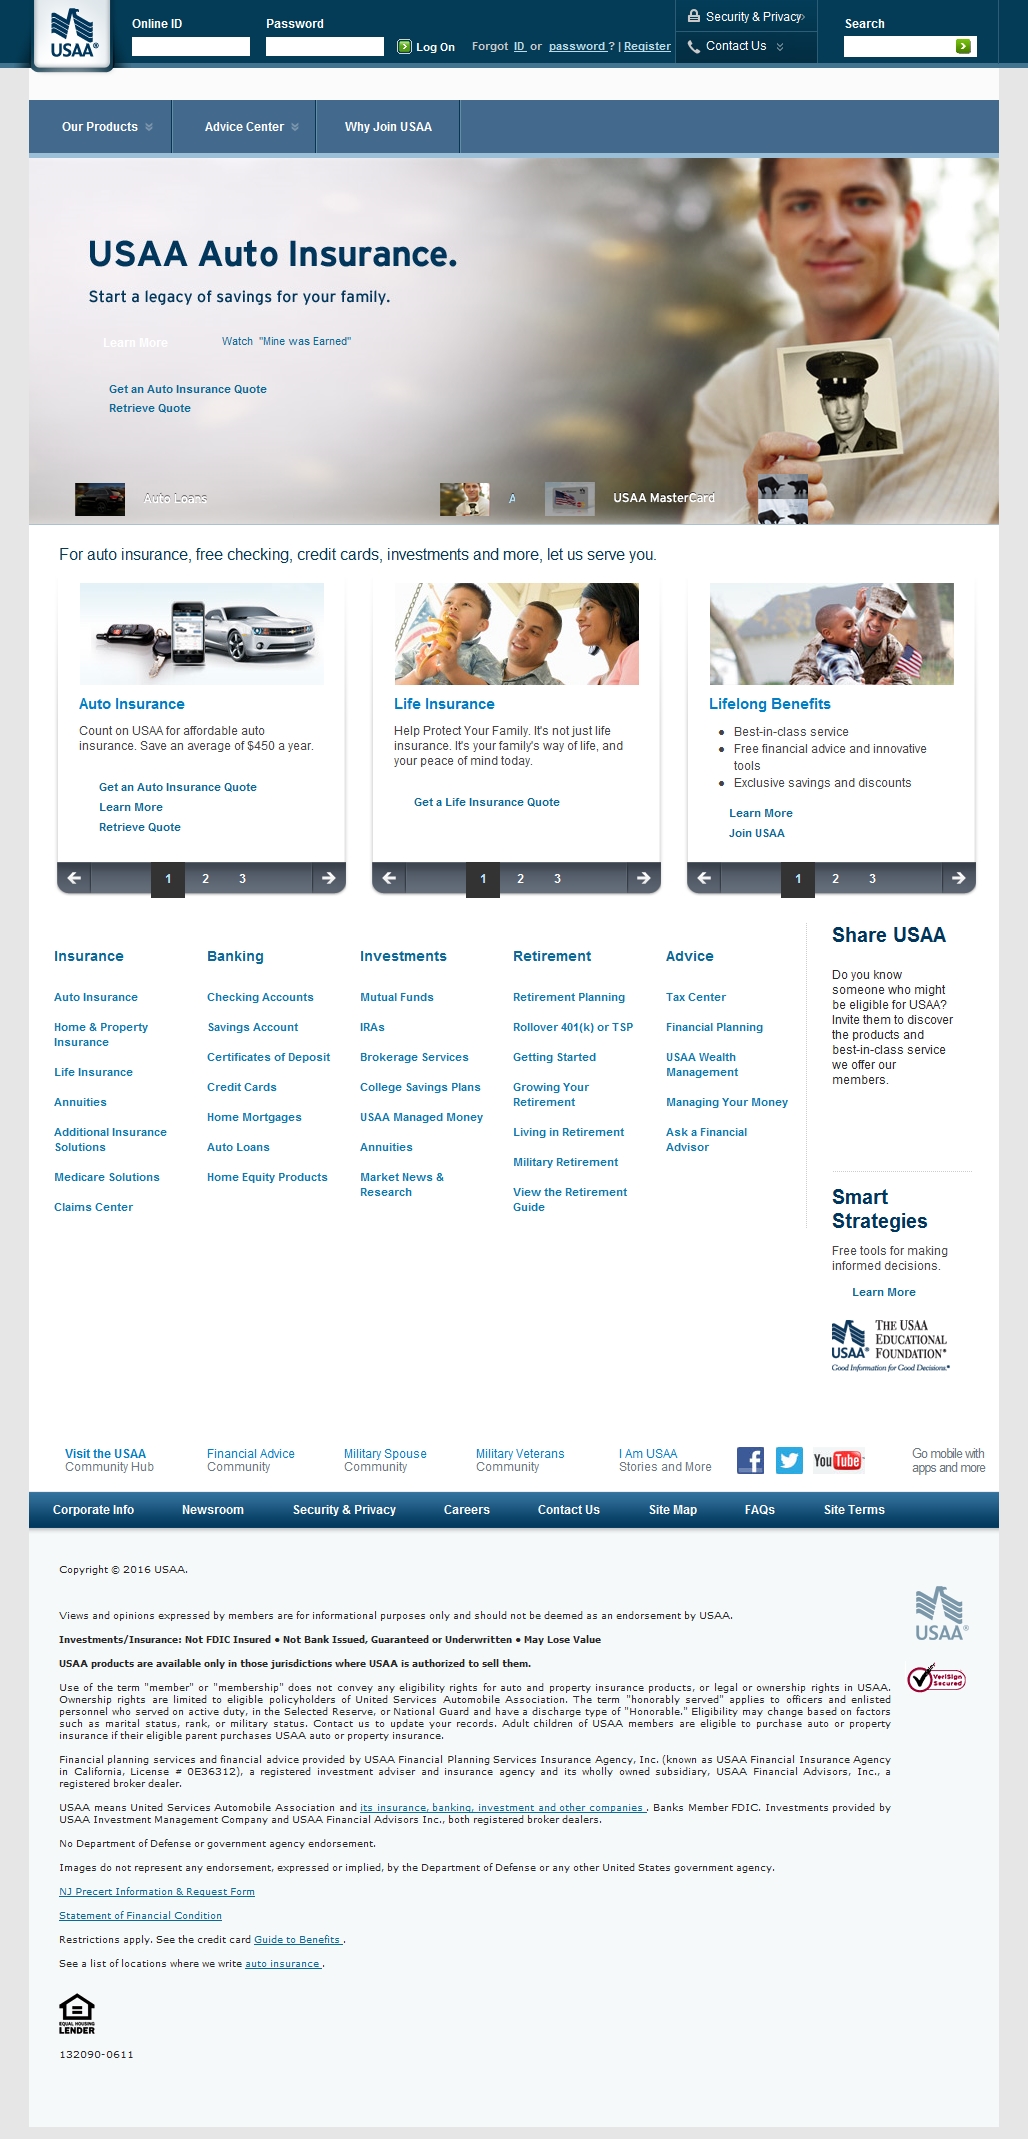 USAA®
Online ID
Password
Log On
Forgot ID or password ? | Register
Security & Privacy
Contact Us
Search
Our Products
Advice Center
Why Join USAA
USAA Auto Insurance.
Start a legacy of savings for your family.
Learn More
Watch "Mine was Earned"
Get an Auto Insurance Quote
Retrieve Quote
Auto Loans
A
USAA MasterCard
For auto insurance, free checking, credit cards, investments and more, let us serve you.
Auto Insurance
Count on USAA for affordable auto
insurance. Save an average of $450 a year.
Get an Auto Insurance Quote
Learn More
Retrieve Quote
1 2 3
Life Insurance
Help Protect Your Family. It's not just life
insurance. It's your family's way of life, and
your peace of mind today.
Get a Life Insurance Quote
1 2 3
Lifelong Benefits
Best-in-class service
Free financial advice and innovative
tools
Exclusive savings and discounts
Learn More
Join USAA
1 2 3
Insurance
Auto Insurance
Home & Property
Insurance
Life Insurance
Annuities
Additional Insurance
Solutions
Medicare Solutions
Claims Center
Banking
Checking Accounts
Savings Account
Certificates of Deposit
Credit Cards
Home Mortgages
Auto Loans
Home Equity Products
Investments
Mutual Funds
IRAs
Brokerage Services
College Savings Plans
USAA Managed Money
Annuities
Market News &
Research
Retirement
Retirement Planning
Rollover 401(k) or TSP
Getting Started
Growing Your
Retirement
Living in Retirement
Military Retirement
View the Retirement
Guide
Advice
Tax Center
Financial Planning
USAA Wealth
Management
Managing Your Money
Ask a Financial
Advisor
Share USAA
Do you know
someone who might
be eligible for USAA?
Invite them to discover
the products and
best-in-class service
we offer our
members.
Smart
Strategies
Free tools for making
informed decisions.
Learn More
USAA®
THE USAA
EDUCATIONAL
FOUNDATION®
Good Information for Good Decisions.®
Visit the USAA
Community Hub
Financial Advice
Community
Military Spouse
Community
Military Veterans
Community
I Am USAA
Stories and More
f
You Tube
Go mobile with
apps and more
Corporate Info
Newsroom
Security & Privacy
Careers
Contact Us
Site Map
FAQs
Site Terms
Copyright © 2016 USAA.
USAA®
VeriSign
Secured
Views and opinions expressed by members are for informational purposes only and should not be deemed as an endorsement by USAA.
Investments/Insurance: Not FDIC Insured • Not Bank Issued, Guaranteed or Underwritten • May Lose Value
USAA products are available only in those jurisdictions where USAA is authorized to sell them.
Use of the term "member" or "membership" does not convey any eligibility rights for auto and property insurance products, or legal or ownership rights in USAA.
Ownership rights are limited to eligible policyholders of United Services Automobile Association. The term "honorably served" applies to officers and enlisted
personnel who served on active duty, in the Selected Reserve, or National Guard and have a discharge type of "Honorable." Eligibility may change based on factors
such as marital status, rank, or military status. Contact us to update your records. Adult children of USAA members are eligible to purchase auto or property
insurance if their eligible parent purchases USAA auto or property insurance.
Financial planning services and financial advice provided by USAA Financial Planning Services Insurance Agency, Inc. (known as USAA Financial Insurance Agency
in California, License # 0E36312), a registered investment adviser and insurance agency and its wholly owned subsidiary, USAA Financial Advisors, Inc., a
registered broker dealer.
USAA means United Services Automobile Association and its insurance, banking, investment and other companies . Banks Member FDIC. Investments provided by
USAA Investment Management Company and USAA Financial Advisors Inc., both registered broker dealers.
No Department of Defense or government agency endorsement.
Images do not represent any endorsement, expressed or implied, by the Department of Defense or any other United States government agency.
NJ Precert Information & Request Form
Statement of Financial Condition
Restrictions apply. See the credit card Guide to Benefits .
See a list of locations where we write auto insurance .
EQUAL HOUSING
LENDER
132090-0611